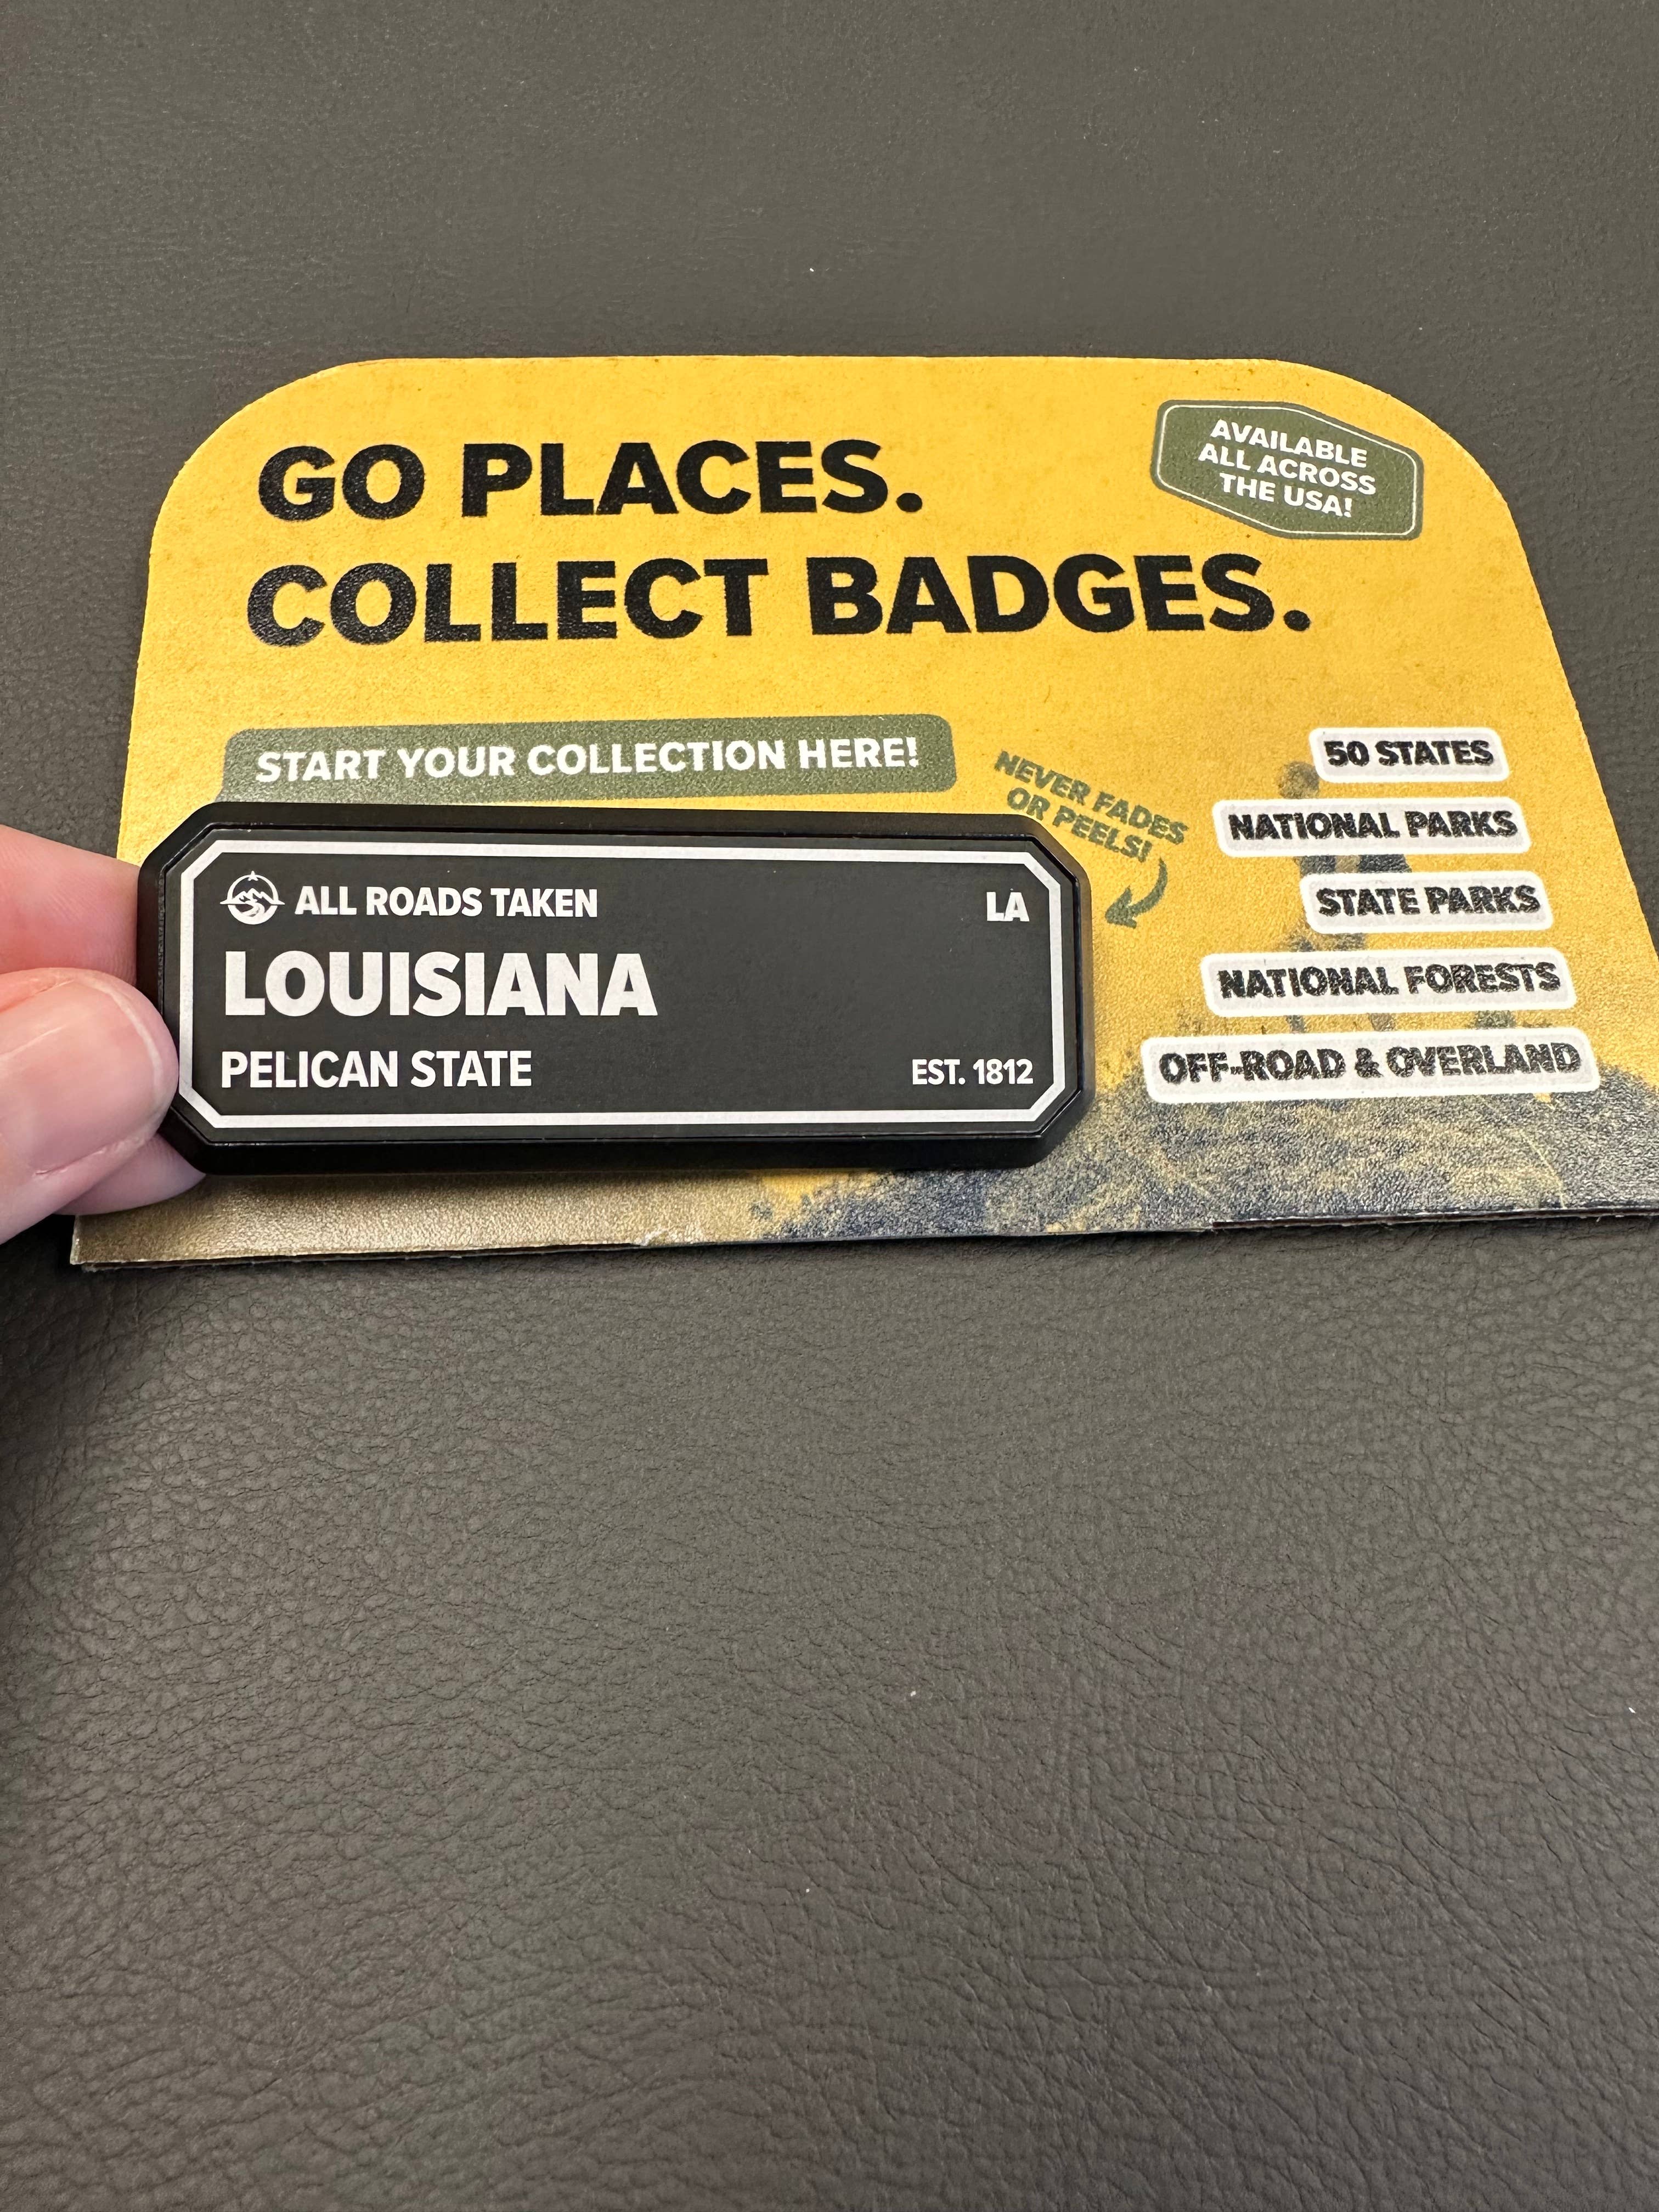 GO PLACES.
COLLECT BADGES.
AVAILABLE
ALL ACROSS
THE USA!
START YOUR COLLECTION HERE!
NEVER FADES
OR PEELS!
ALL ROADS TAKEN
LA
LOUISIANA
PELICAN STATE
EST. 1812
50 STATES
NATIONAL PARKS
STATE PARKS
NATIONAL FORESTS
OFF-ROAD & OVERLAND